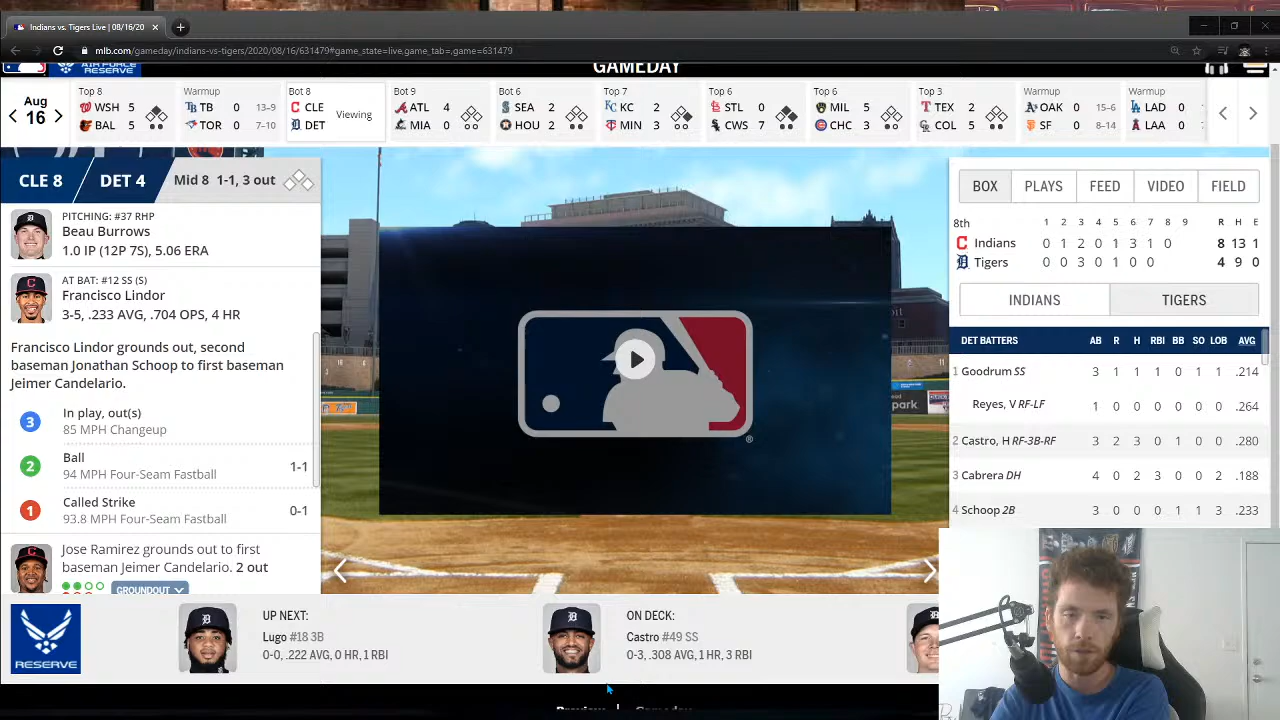 Indians vs. Tigers Live | 08/16/20
mlb.com/gameday/indians-vs-tigers/2020/08/16/631479#game_state=live,game_tab=,game=631479
AIR FORCE
RESERVE
GAMEDAY
Aug
16
Top 8
WSH 5
BAL 5
Warmup
TB 0 13–9
TOR 0 7–10
Bot 8
CLE
DET
Viewing
Bot 9
ATL 4
MIA 0
Bot 6
SEA 2
HOU 2
Top 7
KC 2
MIN 3
Top 6
STL 0
CWS 7
Top 6
MIL 5
CHC 3
Top 3
TEX 2
COL 5
Warmup
OAK 0 15–6
SF 0 8–14
Warmup
LAD 0
LAA 0
CLE 8
DET 4
Mid 8 1-1, 3 out
PITCHING: #37 RHP
Beau Burrows
1.0 IP (12P 7S), 5.06 ERA
AT BAT: #12 SS (S)
Francisco Lindor
3-5, .233 AVG, .704 OPS, 4 HR
Francisco Lindor grounds out, second
baseman Jonathan Schoop to first baseman
Jeimer Candelario.
3 In play, out(s)
85 MPH Changeup
2 Ball
94 MPH Four-Seam Fastball 1-1
1 Called Strike
93.8 MPH Four-Seam Fastball 0-1
Jose Ramirez grounds out to first
baseman Jeimer Candelario. 2 out
GROUNDOUT
BOX PLAYS FEED VIDEO FIELD
8th 1 2 3 4 5 6 7 8 9 R H E
Indians 0 1 2 0 1 3 1 0 8 13 1
Tigers 0 0 3 0 1 0 0 4 9 0
INDIANS TIGERS
DET BATTERS AB R H RBI BB SO LOB AVG
1 Goodrum SS 3 1 1 1 0 1 1 .214
Reyes, V RF-LF 1 0 0 0 0 0 0 .264
2 Castro, H RF-3B-RF 3 2 3 0 1 0 0 .280
3 Cabrera DH 4 0 2 3 0 0 2 .188
4 Schoop 2B 3 0 0 0 1 1 3 .233
RESERVE
UP NEXT:
Lugo #18 3B
0-0, .222 AVG, 0 HR, 1 RBI
ON DECK:
Castro #49 SS
0-3, .308 AVG, 1 HR, 3 RBI